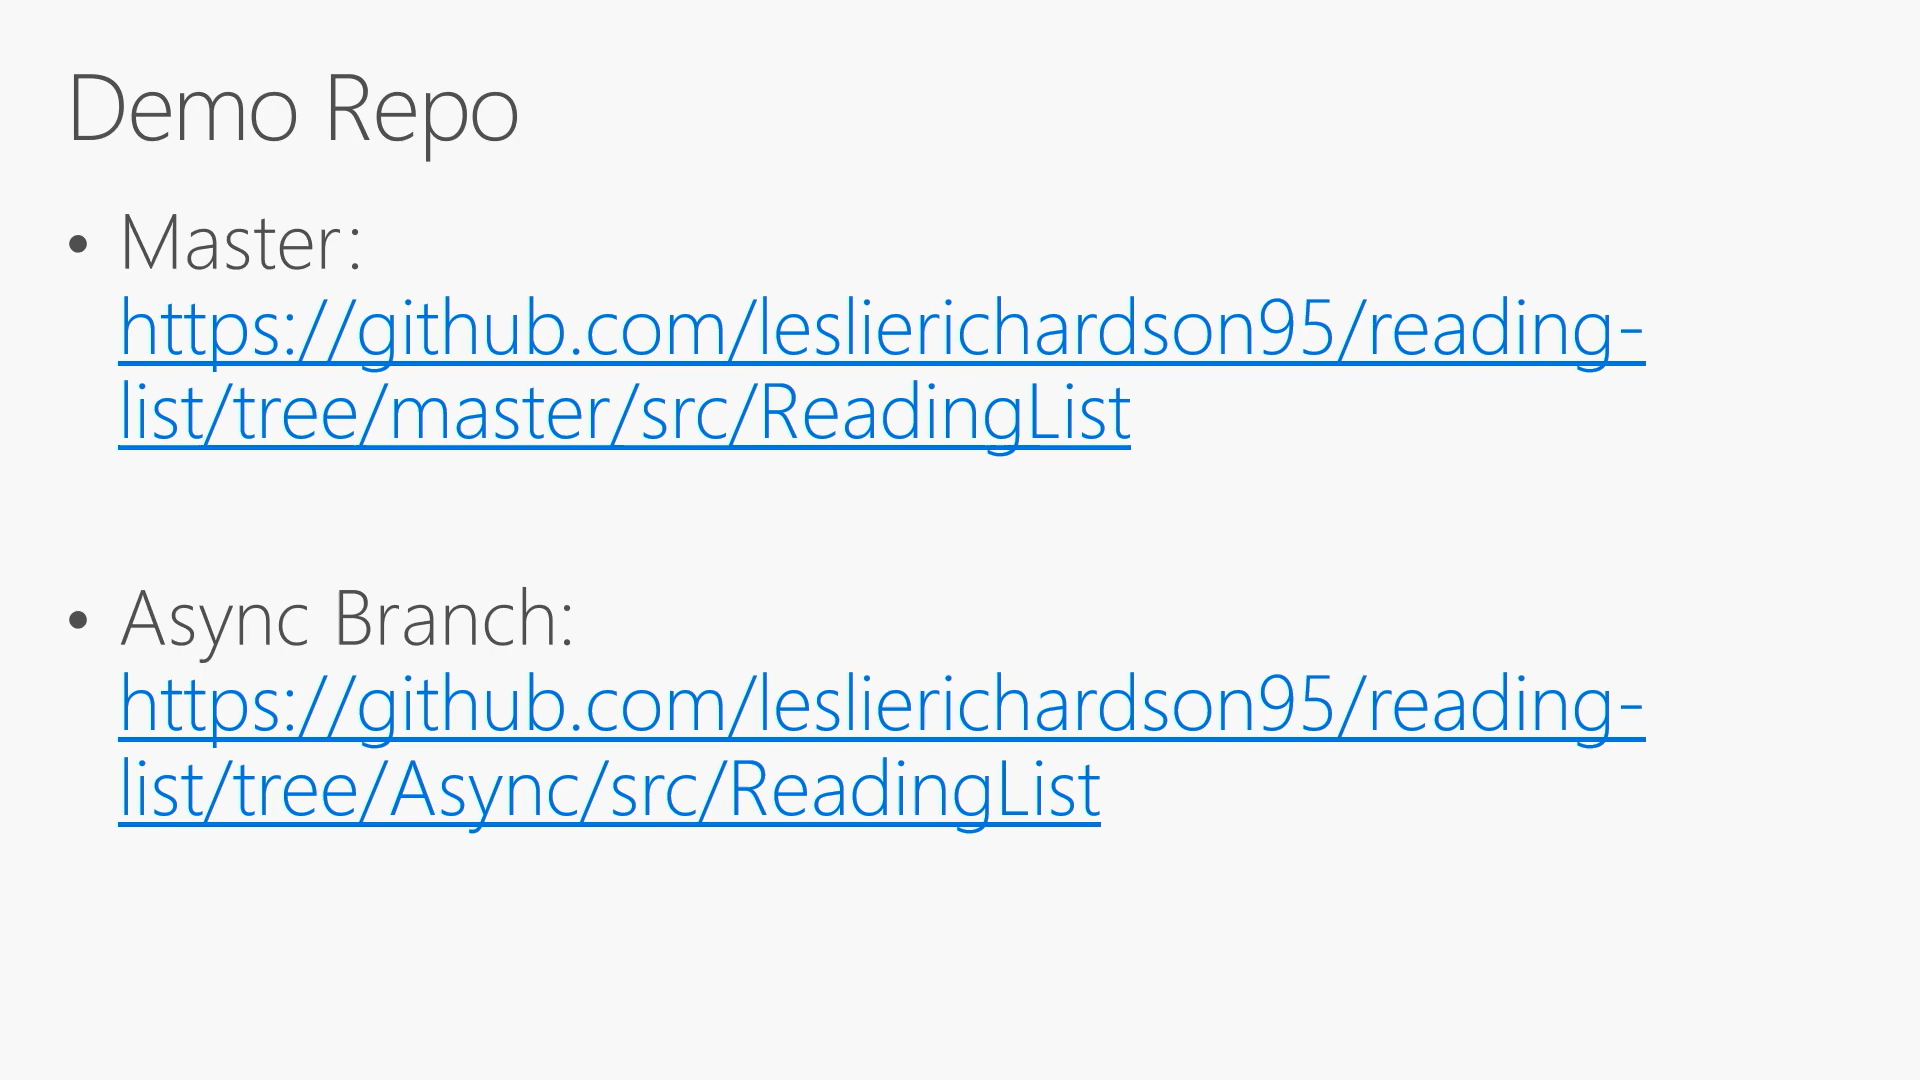 Demo Repo
• Master:
https://github.com/leslierichardson95/reading-
list/tree/master/src/ReadingList
• Async Branch:
https://github.com/leslierichardson95/reading-
list/tree/Async/src/ReadingList